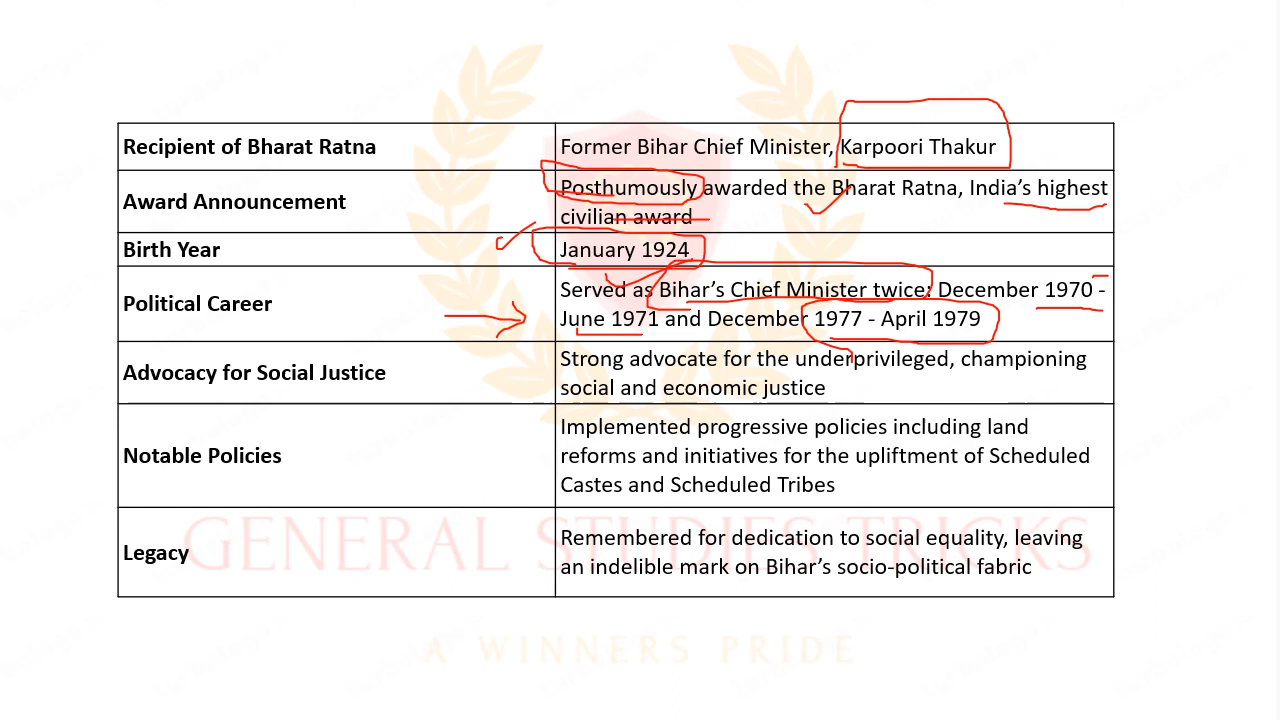 Recipient of Bharat Ratna
Former Bihar Chief Minister, Karpoori Thakur
Award Announcement
Posthumously awarded the Bharat Ratna, India's highest
civilian award
Birth Year
January 1924
Political Career
Served as Bihar's Chief Minister twice: December 1970 -
June 1971 and December 1977 - April 1979
Advocacy for Social Justice
Strong advocate for the underprivileged, championing
social and economic justice
Notable Policies
Implemented progressive policies including land
reforms and initiatives for the upliftment of Scheduled
Castes and Scheduled Tribes
Legacy
Remembered for dedication to social equality, leaving
an indelible mark on Bihar's socio-political fabric
GENERAL STUDIES TRICKS
A WINNERS PRIDE